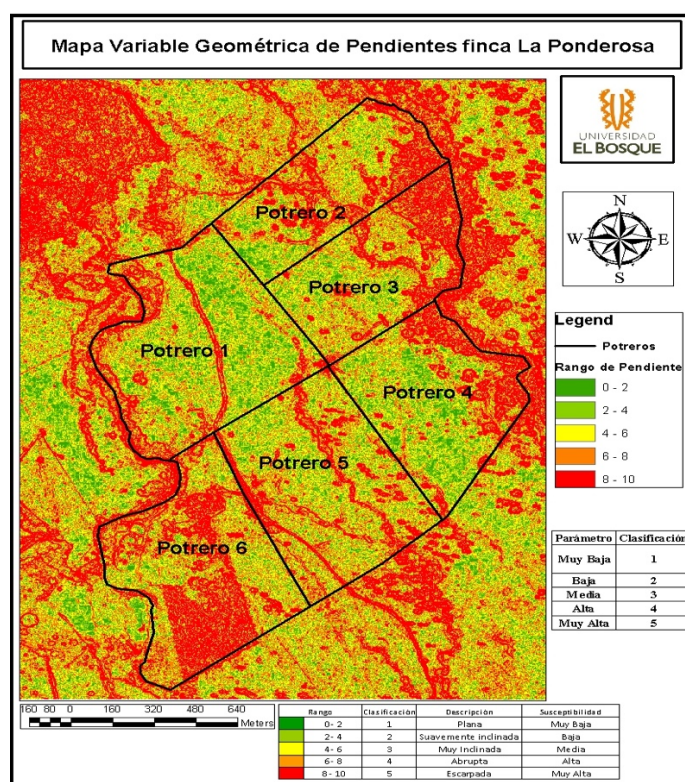 Mapa Variable Geométrica de Pendientes finca La Ponderosa
UNIVERSIDAD
EL BOSQUE
N
W E
S
Potrero 2
Potrero 3
Potrero 1
Potrero 4
Potrero 5
Potrero 6
Legend
Potreros
Rango de Pendiente
0 - 2
2 - 4
4 - 6
6 - 8
8 - 10
Parámetro Clasificación
Muy Baja 1
Baja 2
Media 3
Alta 4
Muy Alta 5
160 80 0 160 320 480 640
Meters
Rango Clasificación Descripción Susceptibilidad
0- 2 1 Plana Muy Baja
2- 4 2 Suavemente inclinada Baja
4- 6 3 Muy Inclinada Media
6- 8 4 Abrupta Alta
8- 10 5 Escarpada Muy Alta